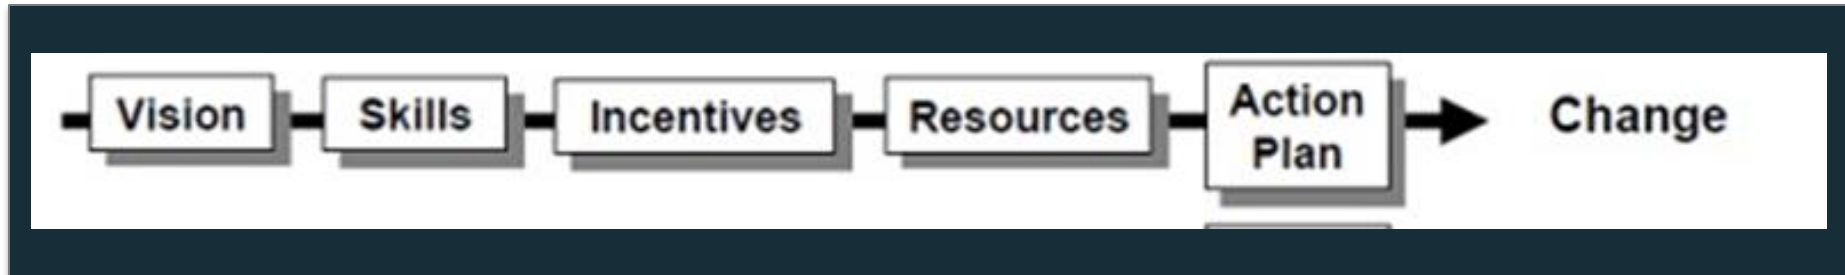 Vision
Skills
Incentives
Resources
Action
Plan
Change